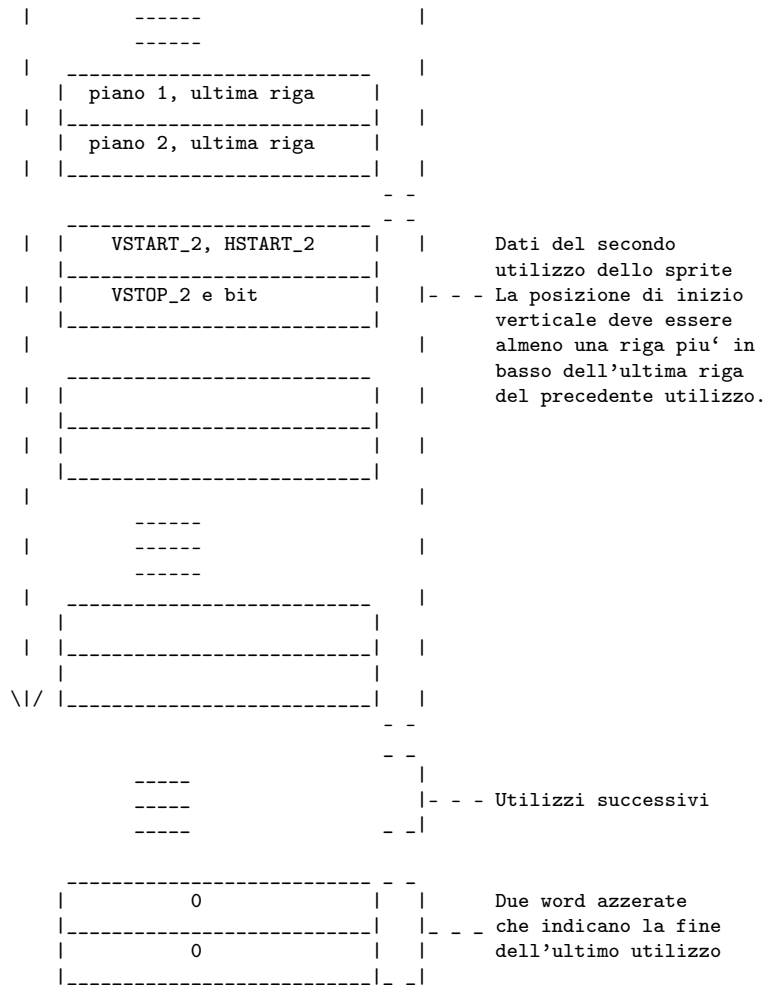 piano 1, ultima riga
piano 2, ultima riga
VSTART_2, HSTART_2
Dati del secondo
utilizzo dello sprite
VSTOP_2 e bit
La posizione di inizio
verticale deve essere
almeno una riga piu‘ in
basso dell'ultima riga
del precedente utilizzo.
Utilizzi successivi
0
Due word azzerate
che indicano la fine
0
dell'ultimo utilizzo